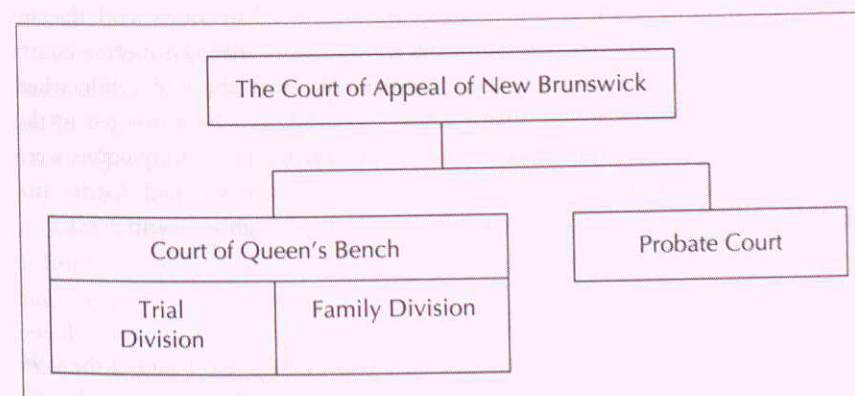 The Court of Appeal of New Brunswick
Court of Queen's Bench
Probate Court
Trial
Division
Family Division